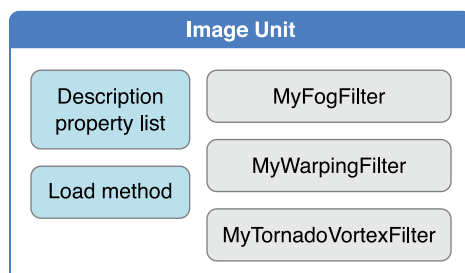 Image Unit
Description
property list
Load method
MyFogFilter
MyWarpingFilter
MyTornadoVortexFilter